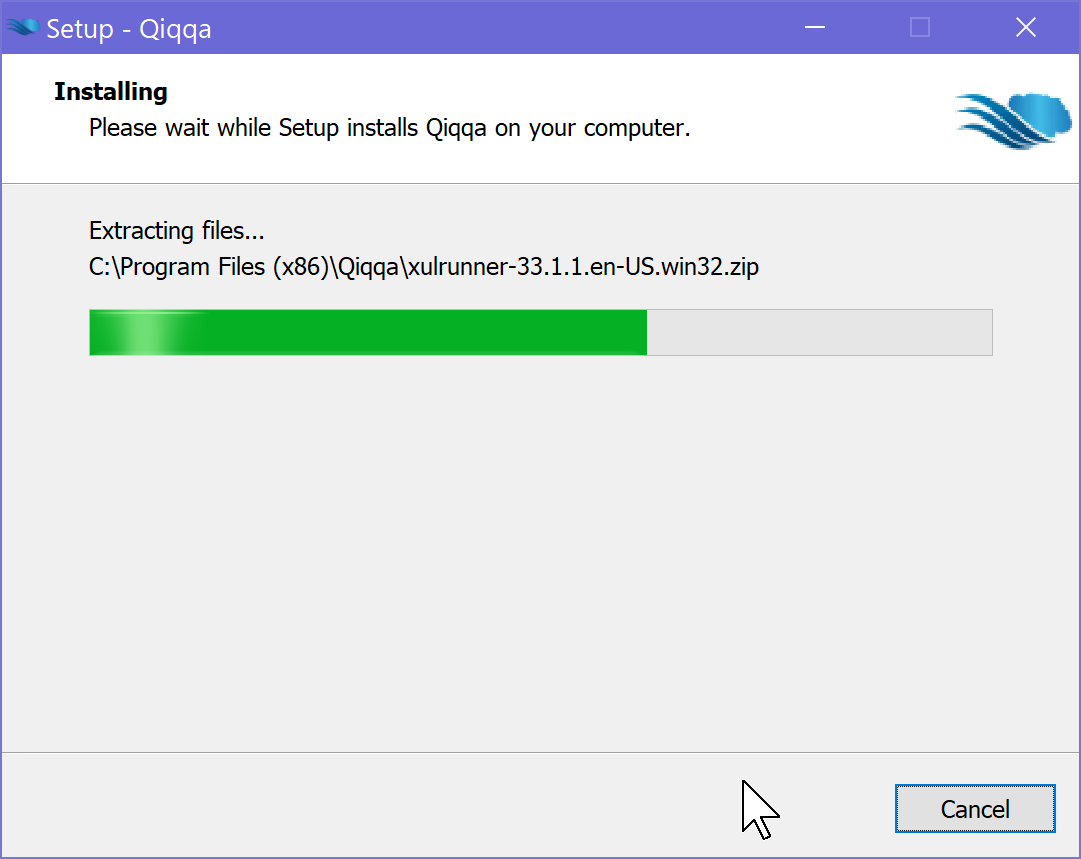 Setup - Qiqqa
Installing
Please wait while Setup installs Qiqqa on your computer.
Extracting files...
C:\Program Files (x86)\Qiqqa\xulrunner-33.1.1.en-US.win32.zip
Cancel